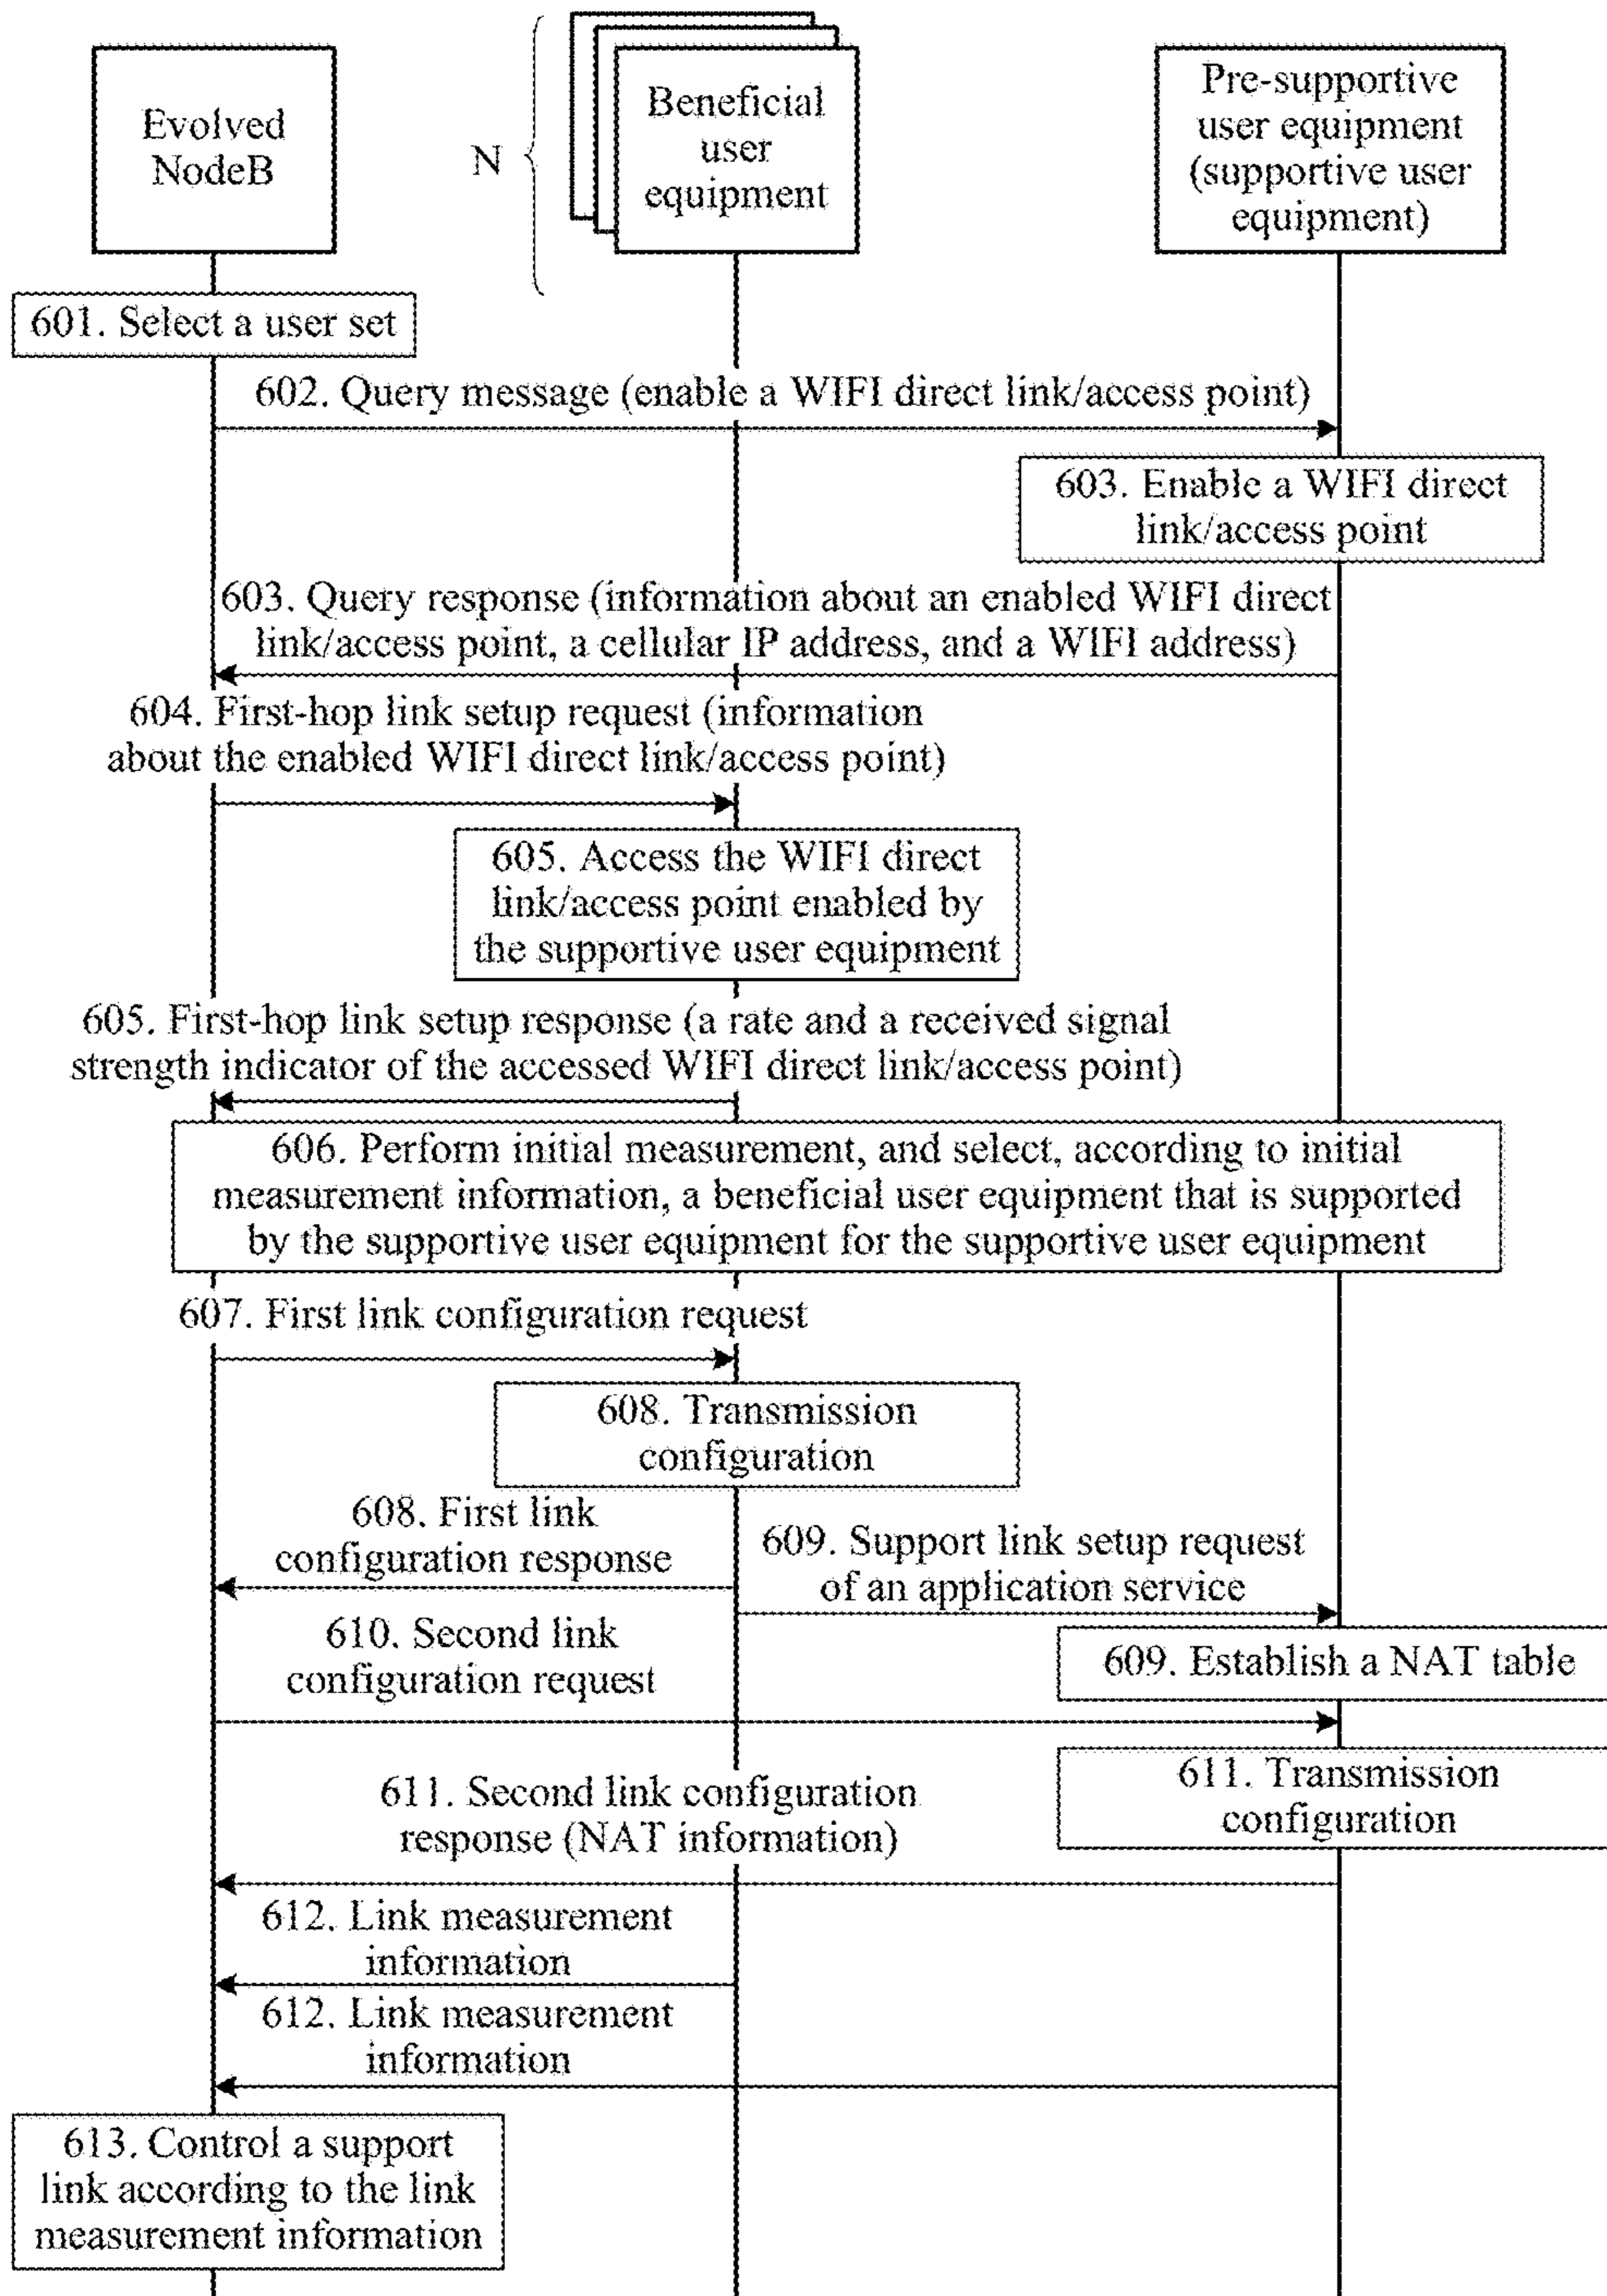 Evolved
NodeB
N
Beneficial
user
equipment
Pre-supportive
user equipment
(supportive user
equipment)
601. Select a user set
602. Query message (enable a WIFI direct link/access point)
603. Enable a WIFI direct
link/access point
603. Query response (information about an enabled WIFI direct
link/access point, a cellular IP address, and a WIFI address)
604. First-hop link setup request (information
about the enabled WIFI direct link/access point)
605. Access the WIFI direct
link/access point enabled by
the supportive user equipment
605. First-hop link setup response (a rate and a received signal
strength indicator of the accessed WIFI direct link/access point)
606. Perform initial measurement, and select, according to initial
measurement information, a beneficial user equipment that is supported
by the supportive user equipment for the supportive user equipment
607. First link configuration request
608. Transmission
configuration
608. First link
configuration response
609. Support link setup request
of an application service
610. Second link
configuration request
609. Establish a NAT table
611. Transmission
configuration
611. Second link configuration
response (NAT information)
612. Link measurement
information
612. Link measurement
information
613. Control a support
link according to the link
measurement information